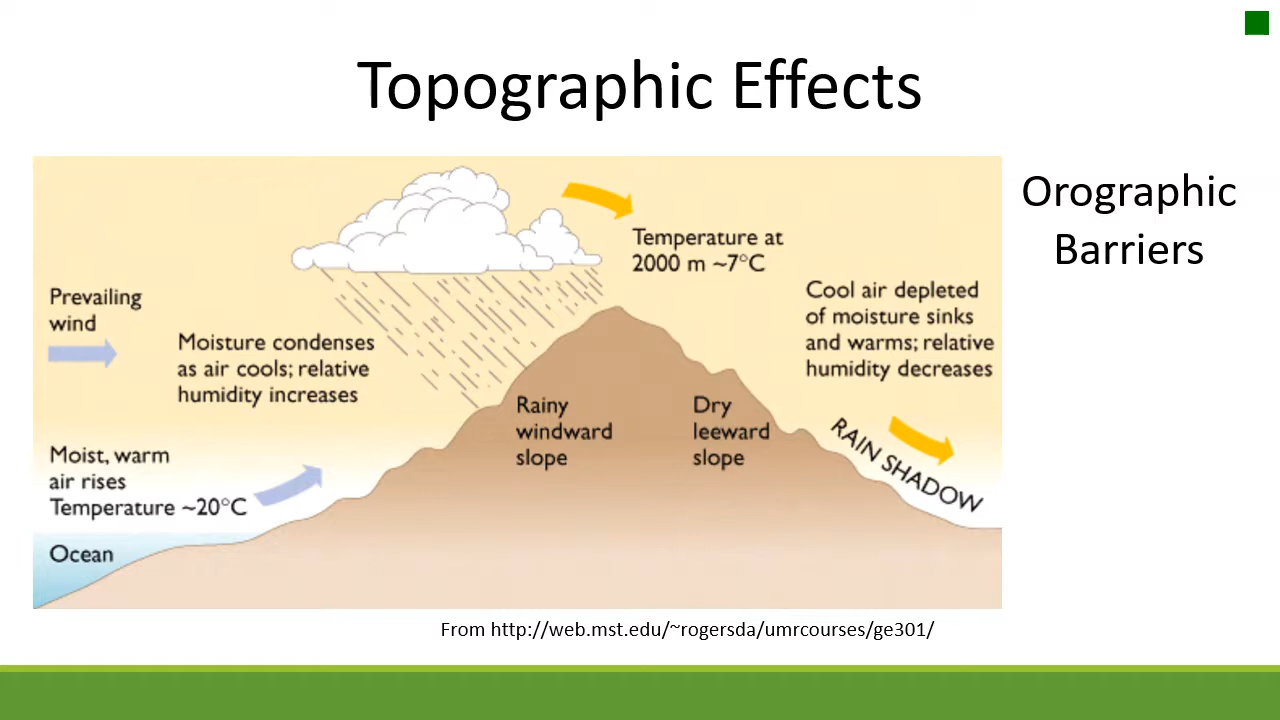 Topographic Effects
Orographic
Barriers
Temperature at
2000 m ~7°C
Prevailing
wind
Moisture condenses
as air cools; relative
humidity increases
Cool air depleted
of moisture sinks
and warms; relative
humidity decreases
Rainy
windward
slope
Dry
leeward
slope
RAIN SHADOW
Moist, warm
air rises
Temperature ~20°C
Ocean
From http://web.mst.edu/~rogersda/umrcourses/ge301/